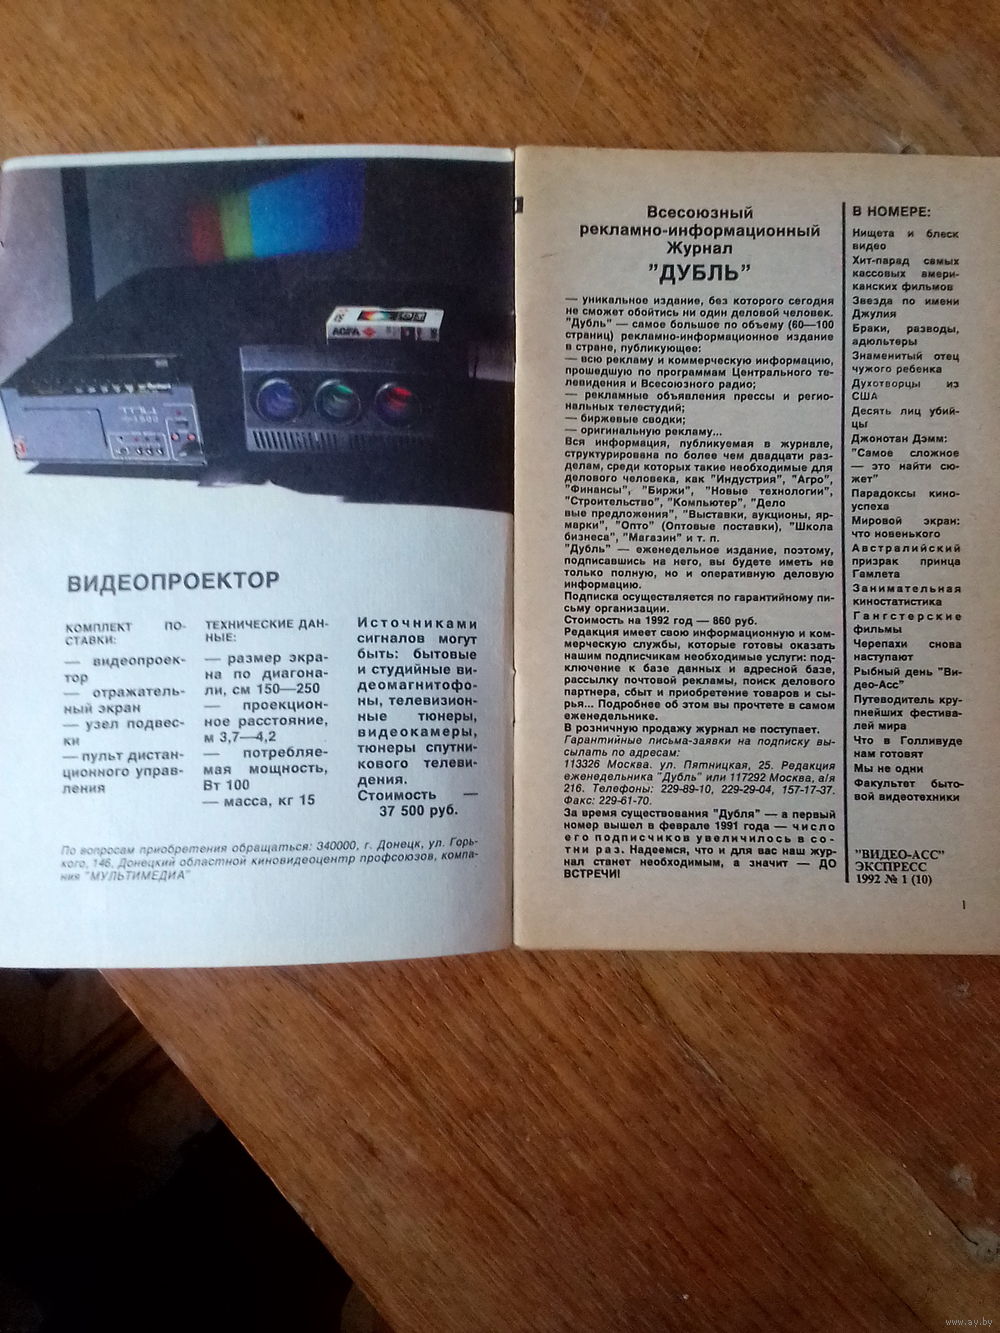 AGFA
ВИДЕОПРОЕКТОР
КОМПЛЕКТ ПО-
СТАВКИ:
— видеопроек-
тор
— отражатель-
ный экран
— узел подвес-
ки
— пульт дистан-
ционного управ-
ления
ТЕХНИЧЕСКИЕ ДАН-
НЫЕ:
— размер экра-
на по диагона-
ли, см 150—250
— проекцион-
ное расстояние,
м 3,7—4,2
— потребляе-
мая мощность,
Вт 100
— масса, кг 15
Источниками
сигналов могут
быть: бытовые
и студийные ви-
деомагнитофо-
ны, телевизион-
ные тюнеры,
видеокамеры,
тюнеры спутни-
кового телеви-
дения.
Стоимость —
37 500 руб.
По вопросам приобретения обращаться: 340000, г. Донецк, ул. Горь-
кого, 146, Донецкий областной киновидеоцентр профсоюзов, компа-
ния "МУЛЬТИМЕДИА"
Всесоюзный
рекламно-информационный
Журнал
"ДУБЛЬ"
— уникальное издание, без которого сегодня
не сможет обойтись ни один деловой человек.
"Дубль" — самое большое по объему (60—100
страниц) рекламно-информационное издание
в стране, публикующее:
— всю рекламу и коммерческую информацию,
прошедшую по программам Центрального те-
левидения и Всесоюзного радио;
— рекламные объявления прессы и регио-
нальных телестудий;
— биржевые сводки;
— оригинальную рекламу...
Вся информация, публикуемая в журнале,
структурирована по более чем двадцати раз-
делам, среди которых такие необходимые для
делового человека, как "Индустрия", "Агро",
"Финансы", "Биржи", "Новые технологии",
"Строительство", "Компьютер", "Дело
вые предложения", "Выставки, аукционы, яр-
марки", "Опто" (Оптовые поставки), "Школа
бизнеса", "Магазин" и т. п.
"Дубль" — еженедельное издание, поэтому,
подписавшись на него, вы будете иметь не
только полную, но и оперативную деловую
информацию.
Подписка осуществляется по гарантийному пи-
сьму организации.
Стоимость на 1992 год — 860 руб.
Редакция имеет свою информационную и ком-
мерческую службы, которые готовы оказать
нашим подписчикам необходимые услуги: под-
ключение к базе данных и адресной базе,
рассылку почтовой рекламы, поиск делового
партнера, сбыт и приобретение товаров и сы-
рья... Подробнее об этом вы прочтете в самом
еженедельнике.
В розничную продажу журнал не поступает.
Гарантийные письма-заявки на подписку вы-
сылать по адресам:
113326 Москва. ул. Пятницкая, 25. Редакция
еженедельника "Дубль" или 117292 Москва, а/я
216. Телефоны: 229-89-10, 229-29-04, 157-17-37.
Факс: 229-61-70.
За время существования "Дубля" — а первый
номер вышел в феврале 1991 года — число
его подписчиков увеличилось в со-
тни раз. Надеемся, что и для вас наш жур-
нал станет необходимым, а значит — ДО
ВСТРЕЧИ!
В НОМЕРЕ:
Нищета и блеск
видео
Хит-парад самых
кассовых амери-
канских фильмов
Звезда по имени
Джулия
Браки, разводы,
адюльтеры
Знаменитый отец
чужого ребенка
Духотворцы из
США
Десять лиц убий-
цы
Джонотан Дэмм:
"Самое сложное
— это найти сю-
жет"
Парадоксы кино-
успеха
Мировой экран:
что новенького
Австралийский
призрак принца
Гамлета
Занимательная
киностатистика
Гангстерские
фильмы
Черепахи снова
наступают
Рыбный день "Ви-
део-Асс"
Путеводитель кру-
пнейших фестива-
лей мира
Что в Голливуде
нам готовят
Мы не одни
Факультет быто-
вой видеотехники
"ВИДЕО-АСС"
ЭКСПРЕСС
1992 № 1 (10)
1
www.ay.by